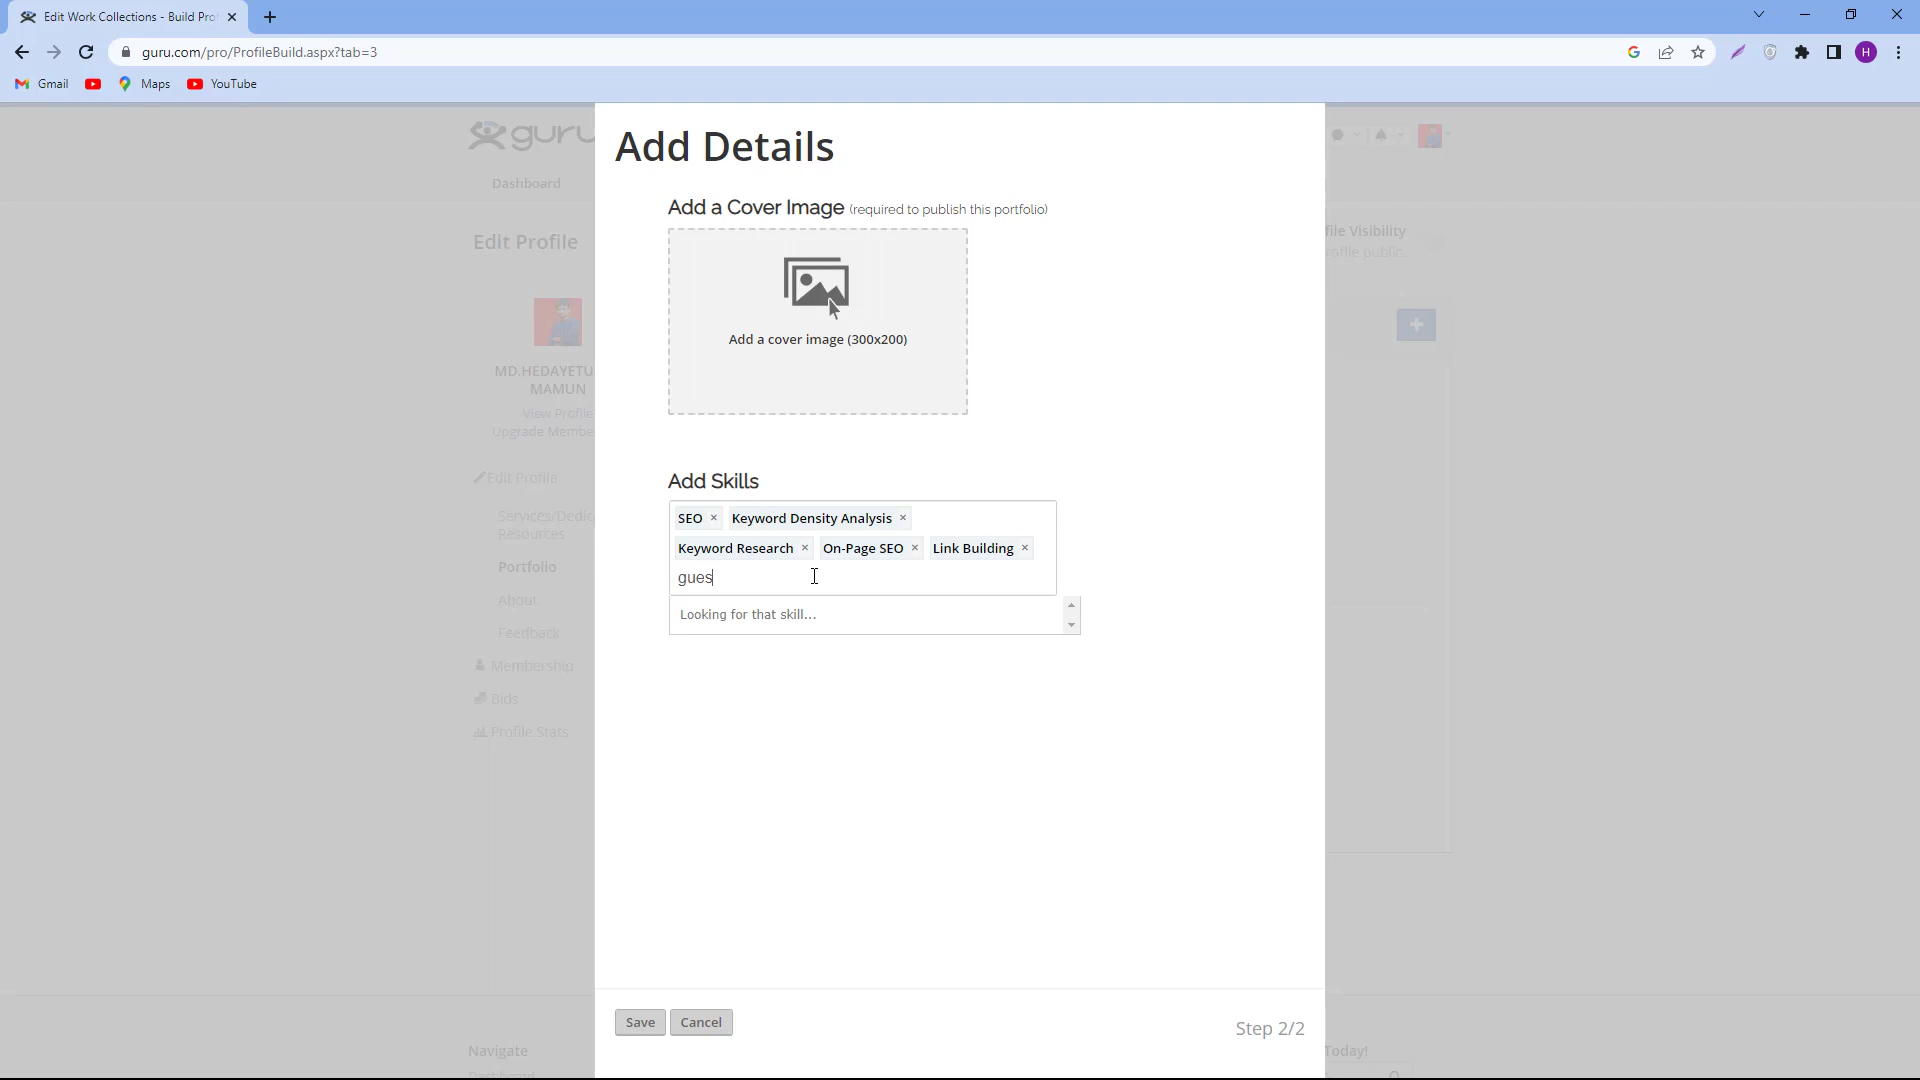 Edit Work Collections - Build Pro
guru.com/pro/ProfileBuild.aspx?tab=3
H
Gmail
Maps
YouTube
guru
Dashboard
Add Details
Add a Cover Image (required to publish this portfolio)
Add a cover image (300x200)
Edit Profile
file Visibility
rofile public.
MD.HEDAYETU
MAMUN
View Profile
Upgrade Membe
Edit Profile
Services/Dedic
Resources
Portfolio
About
Feedback
Membership
Bids
Profile Stats
Add Skills
SEO × Keyword Density Analysis ×
Keyword Research × On-Page SEO × Link Building ×
gues
Looking for that skill...
Save Cancel
Step 2/2
Navigate
Today!